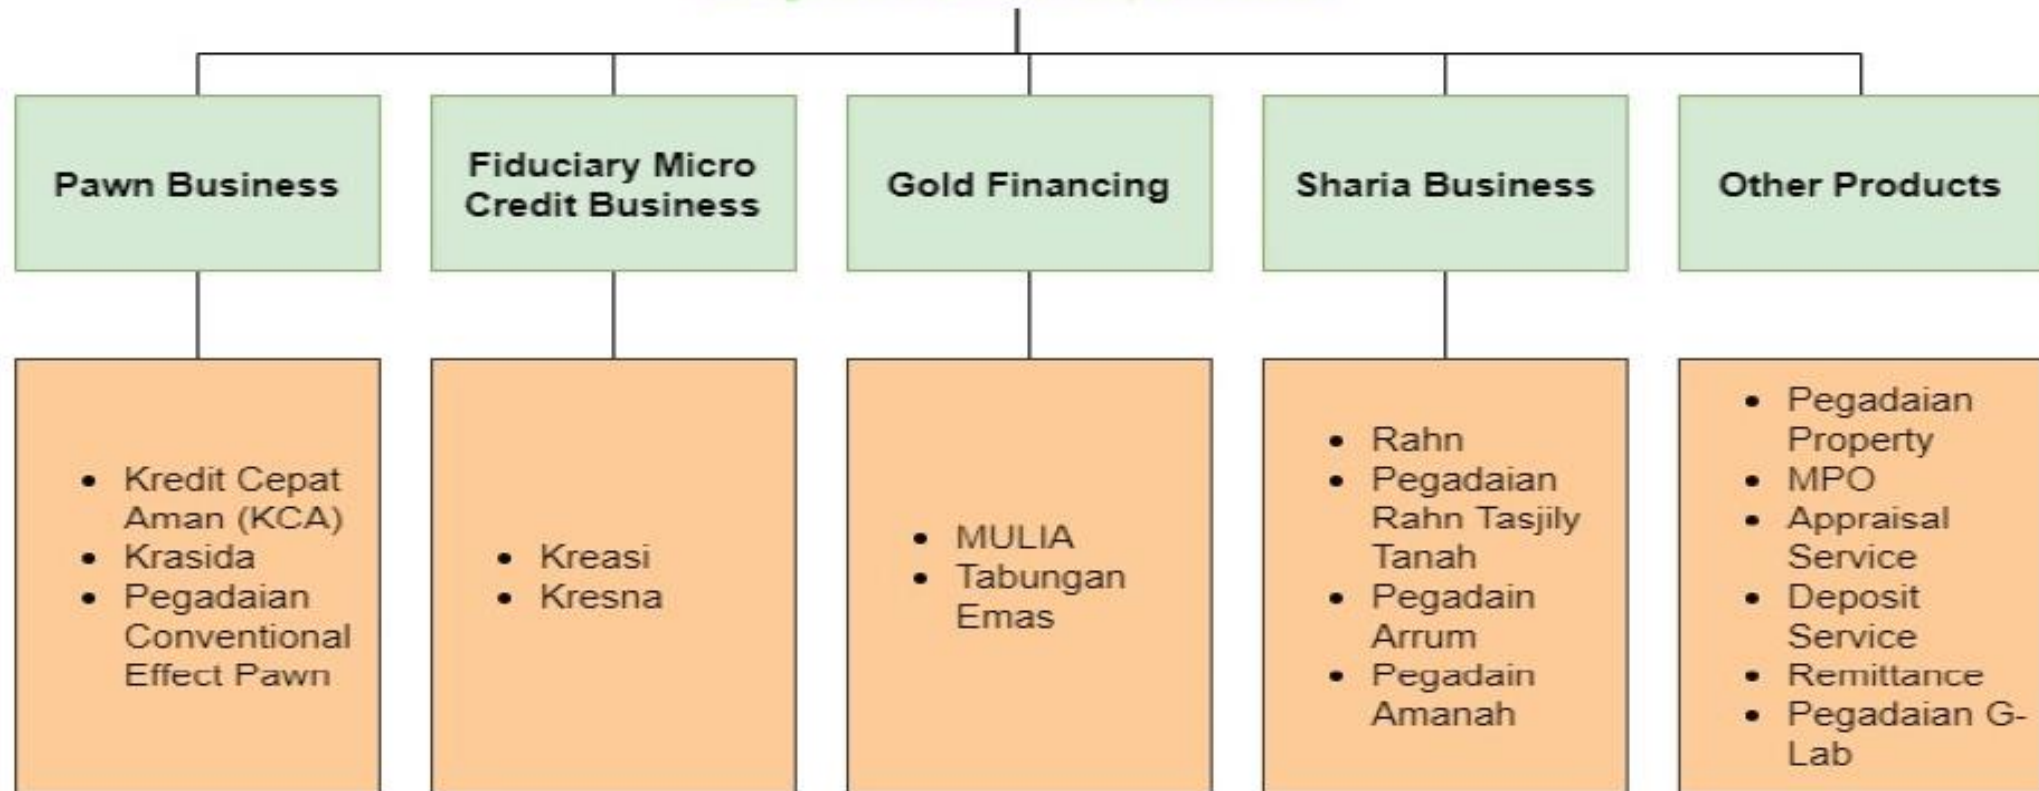 Pawn Business
Fiduciary Micro
Credit Business
Gold Financing
Sharia Business
Other Products
• Kredit Cepat
Aman (KCA)
• Krasida
• Pegadaian
Conventional
Effect Pawn
• Kreasi
• Kresna
• MULIA
• Tabungan
Emas
• Rahn
• Pegadaian
Rahn Tasjily
Tanah
• Pegadain
Arrum
• Pegadain
Amanah
• Pegadaian
Property
• MPO
• Appraisal
Service
• Deposit
Service
• Remittance
• Pegadaian G-
Lab